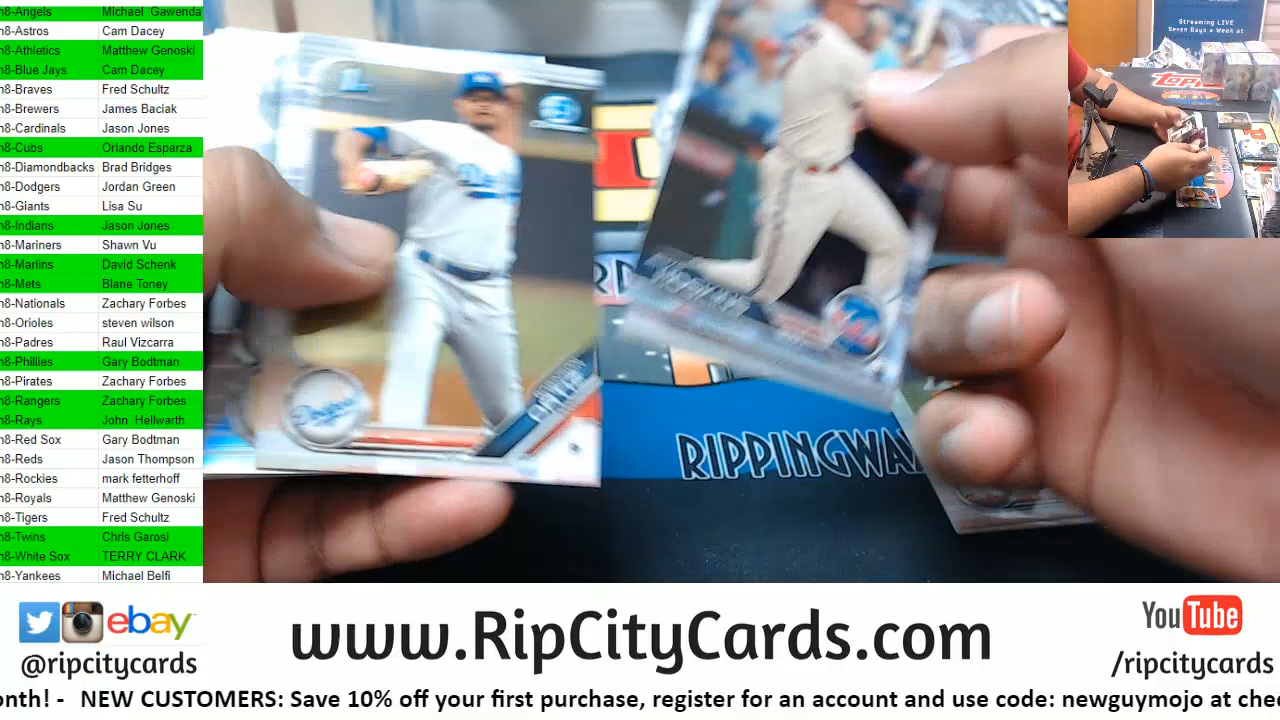 n8-Angels Michael Gawenda
n8-Astros Cam Dacey
n8-Athletics Matthew Genoski
n8-Blue Jays Cam Dacey
n8-Braves Fred Schultz
n8-Brewers James Baciak
n8-Cardinals Jason Jones
n8-Cubs Orlando Esparza
n8-Diamondbacks Brad Bridges
n8-Dodgers Jordan Green
n8-Giants Lisa Su
n8-Indians Jason Jones
n8-Mariners Shawn Vu
n8-Marlins David Schenk
n8-Mets Blane Toney
n8-Nationals Zachary Forbes
n8-Orioles steven wilson
n8-Padres Raul Vizcarra
n8-Phillies Gary Bodtman
n8-Pirates Zachary Forbes
n8-Rangers Zachary Forbes
n8-Rays John Hellwarth
n8-Red Sox Gary Bodtman
n8-Reds Jason Thompson
n8-Rockies mark fetterhoff
n8-Royals Matthew Genoski
n8-Tigers Fred Schultz
n8-Twins Chris Garosi
n8-White Sox TERRY CLARK
n8-Yankees Michael Belfi
Dodgers
RIPPINGWA
Streaming LIVE
Seven Days a Week at
topps
ebay
@ripcitycards
www.RipCityCards.com
YouTube
/ripcitycards
onth! - NEW CUSTOMERS: Save 10% off your first purchase, register for an account and use code: newguymojo at che